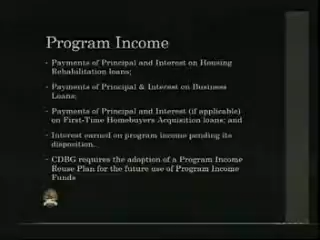 Program Income
Payments of Principal and Interest on Housing
Rehabilitation loans;
Payments of Principal & Interest on Business
Loans;
Payments of Principal and Interest (if applicable)
on First-Time Homebuyers Acquisition loans; and
Interest earned on program income pending its
disposition..
CDBG requires the adoption of a Program Income
Reuse Plan for the future use of Program Income
Funds